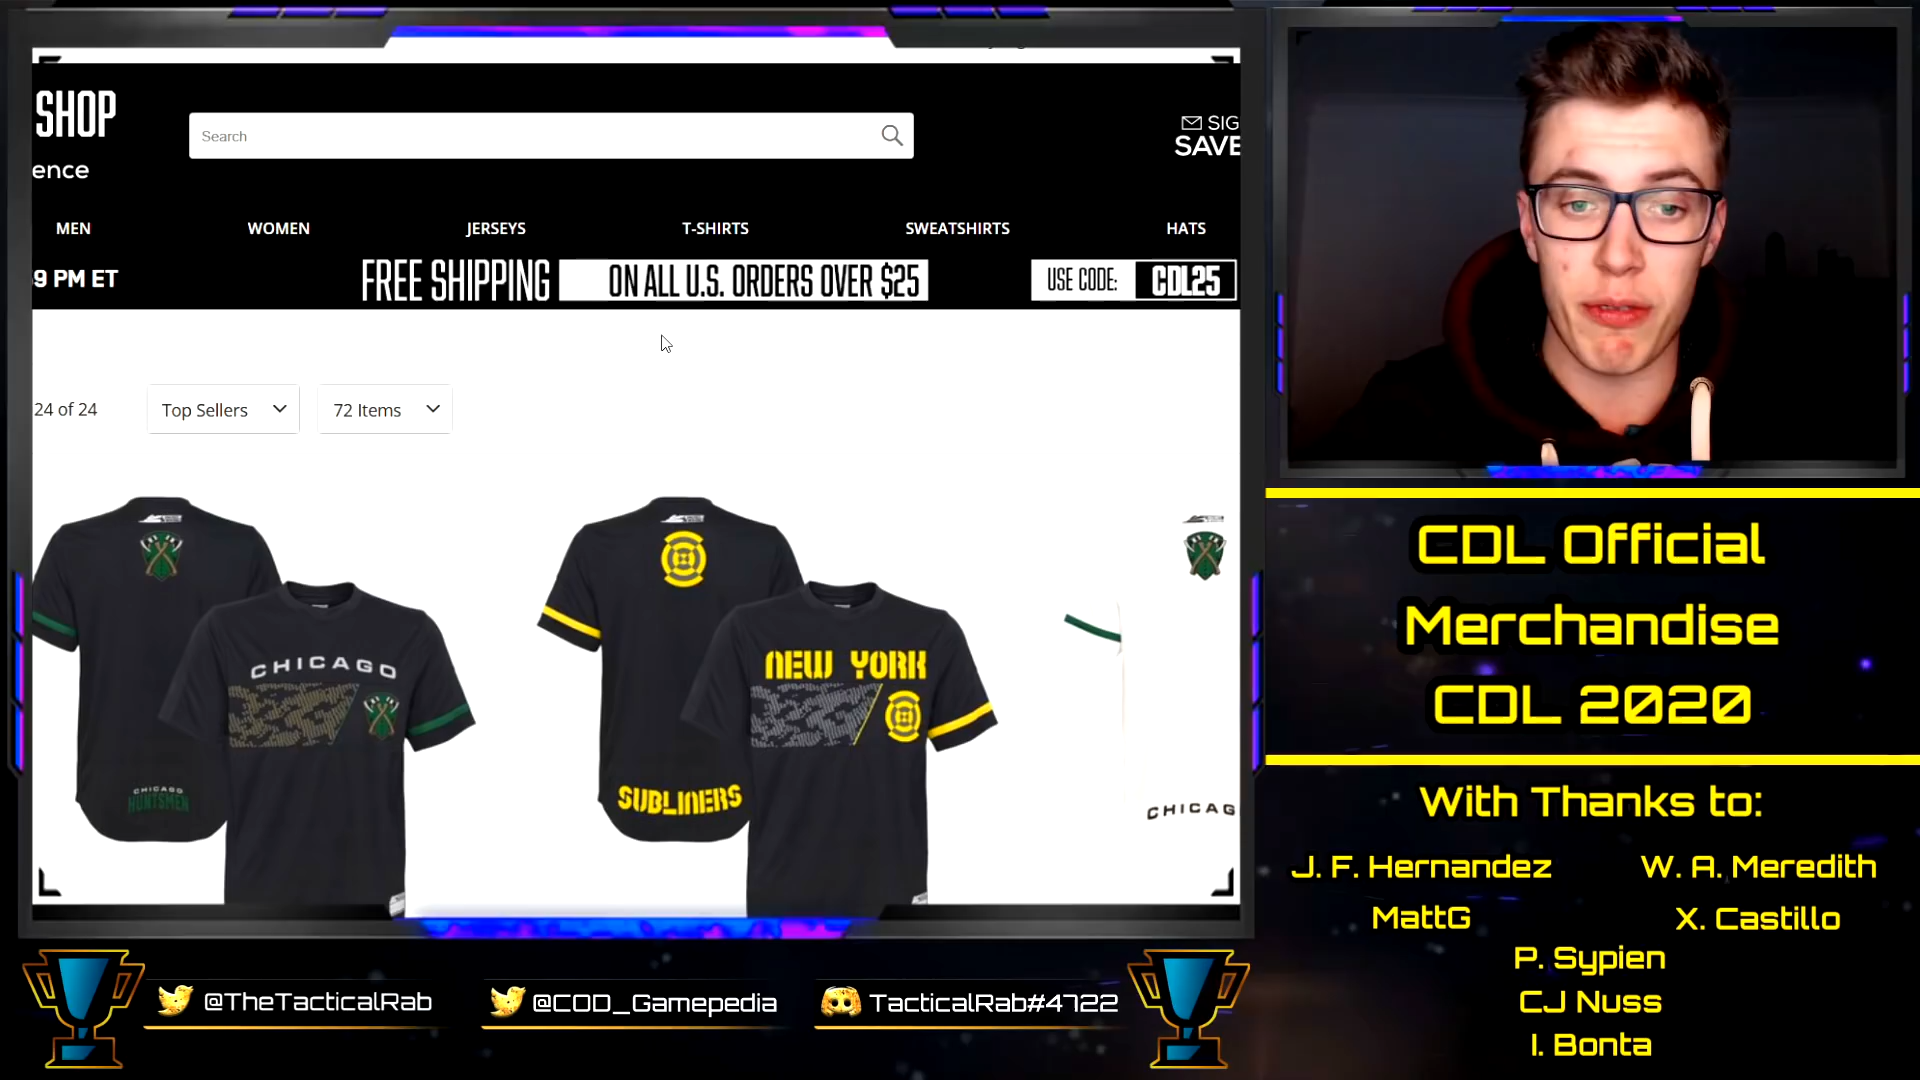 SHOP
ence
Search
SIG
SAVE
MEN WOMEN JERSEYS T-SHIRTS SWEATSHIRTS HATS
9 PM ET FREE SHIPPING ON ALL U.S. ORDERS OVER $25 USE CODE: CDL25
24 of 24 Top Sellers 72 Items
CHICAGO
CHICAGO
HUNTSMEN
NEW YORK
SUBLINERS
CHICAG
CDL Official
Merchandise
CDL 2020
With Thanks to:
J. F. Hernandez W. A. Meredith
MattG X. Castillo
P. Sypien
CJ Nuss
I. Bonta
@TheTacticalRab @COD_Gamepedia TacticalRab#4722